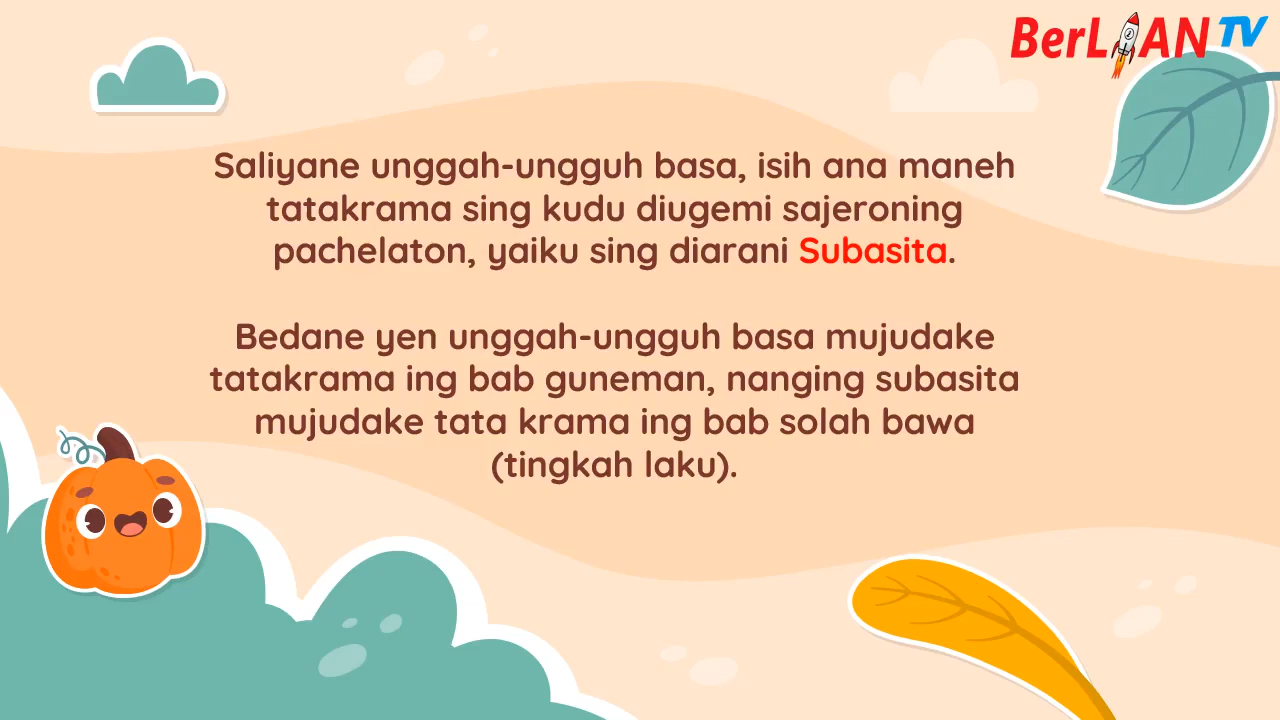 BerLIAN TV
Saliyane unggah-ungguh basa, isih ana maneh
tatakrama sing kudu diugemi sajeroning
pachelaton, yaiku sing diarani Subasita.
Bedane yen unggah-ungguh basa mujudake
tatakrama ing bab guneman, nanging subasita
mujudake tata krama ing bab solah bawa
(tingkah laku).